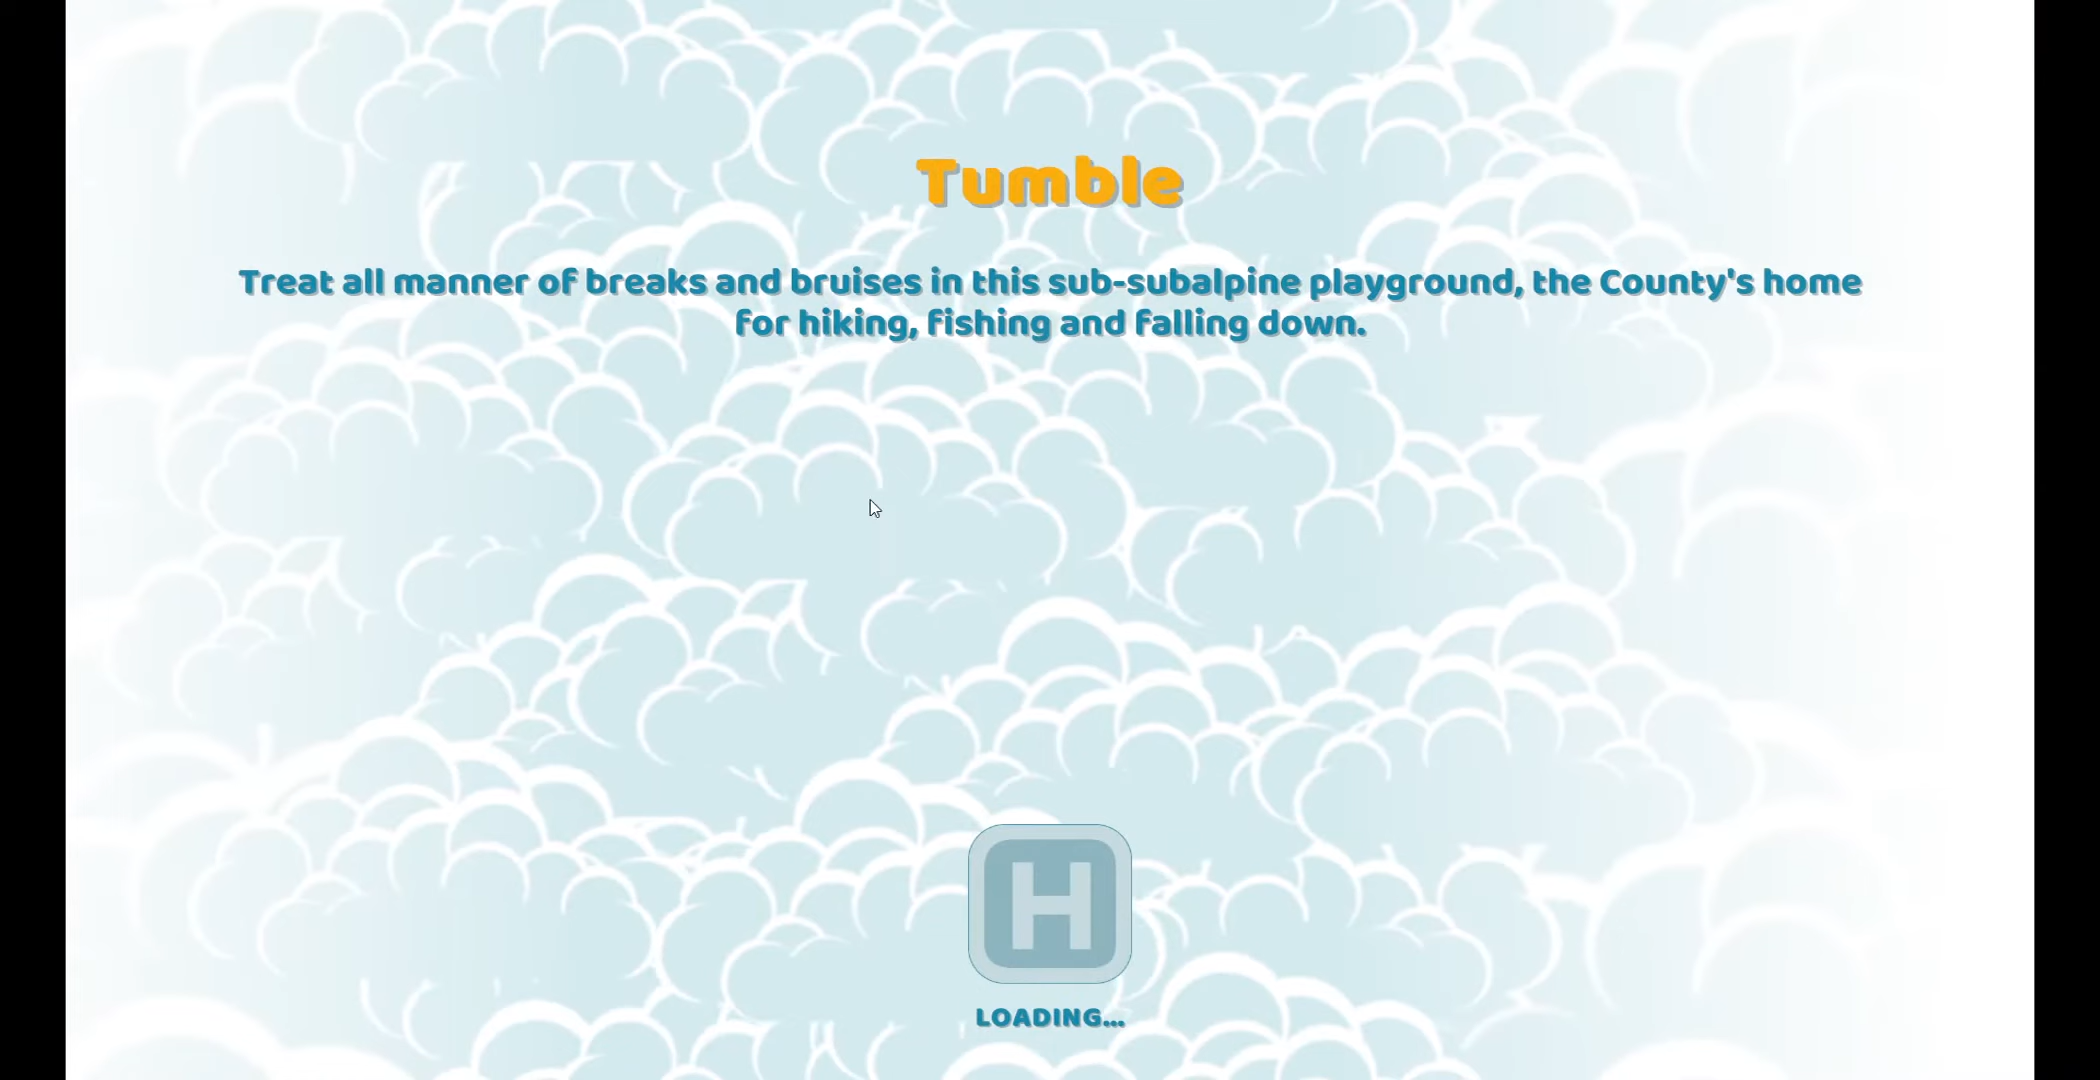 Tumble
Treat all manner of breaks and bruises in this sub-subalpine playground, the County's home
for hiking, fishing and falling down.
H
LOADING...